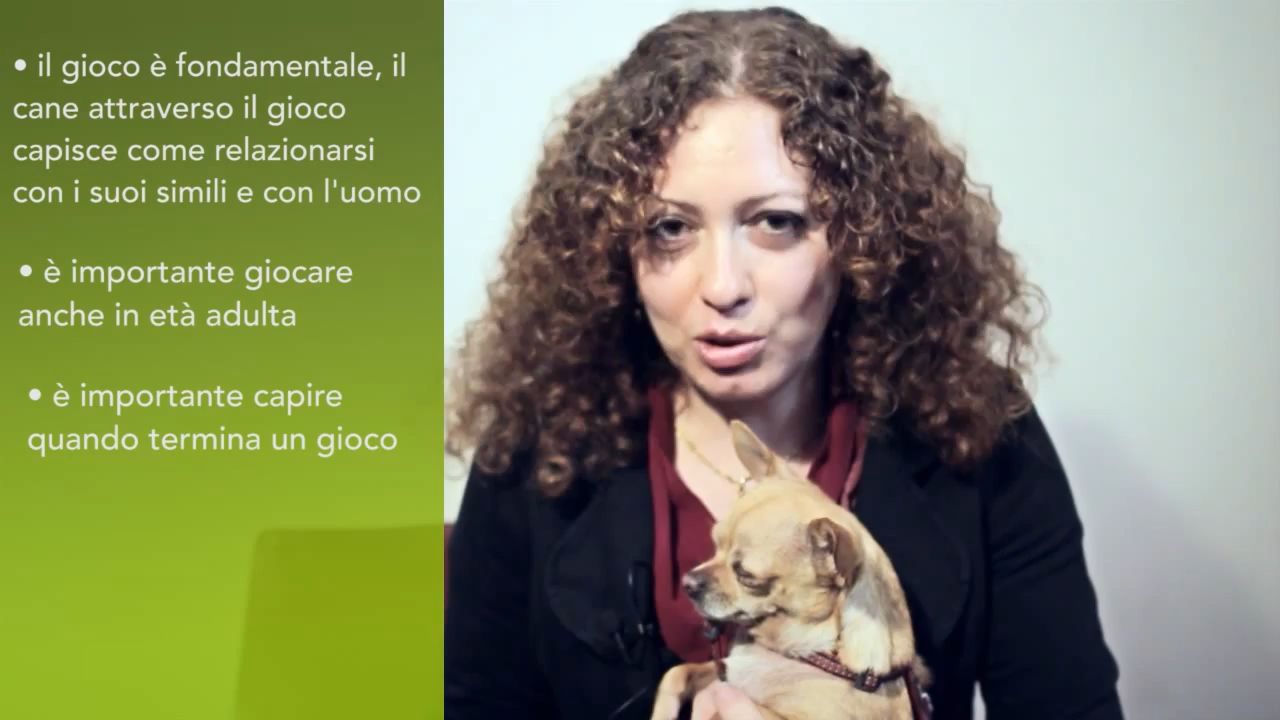 • il gioco è fondamentale, il
cane attraverso il gioco
capisce come relazionarsi
con i suoi simili e con l'uomo
• è importante giocare
anche in età adulta
• è importante capire
quando termina un gioco